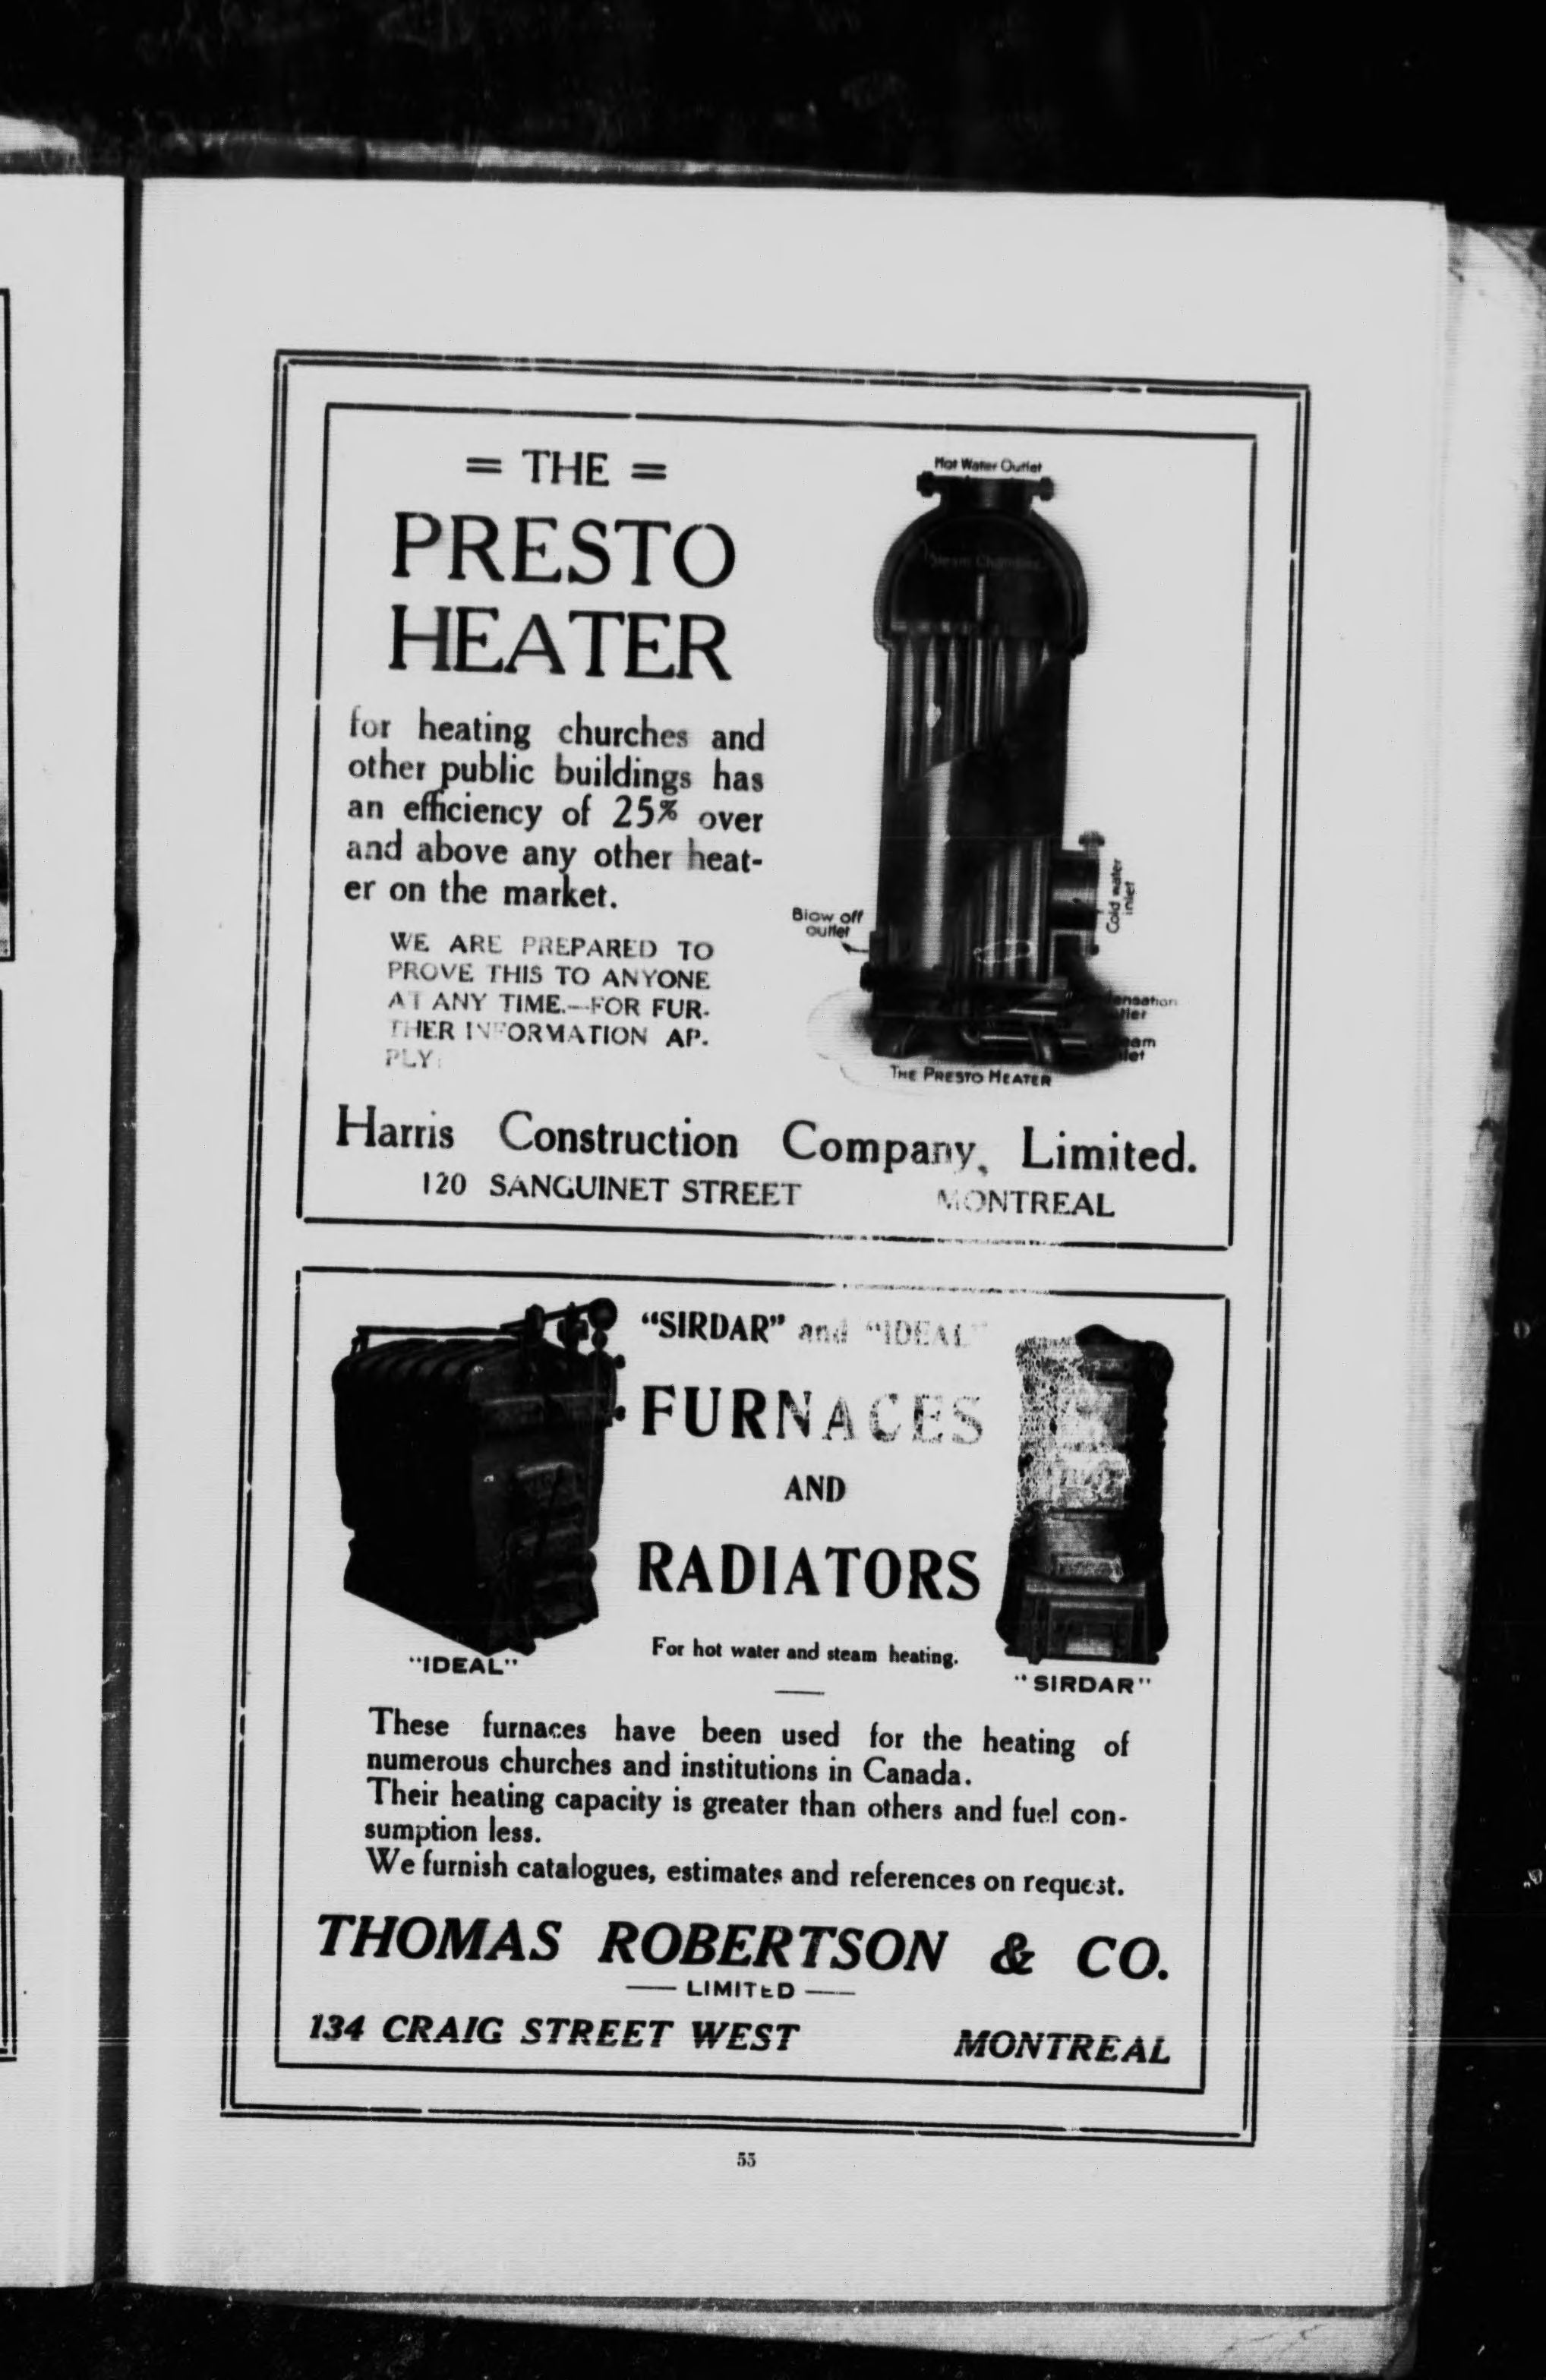 = THE =
PRESTO
HEATER
for heating churches and
other public buildings has
an efficiency of 25% over
and above any other heat-
er on the market.
WE ARE PREPARED TO
PROVE THIS TO ANYONE
AT ANY TIME.—FOR FUR-
THER INFORMATION AP-
PLY:
Hot Water Outlet
Steam Chamber
Cold water
inlet
Blow off
outlet
THE PRESTO HEATER
Harris Construction Company, Limited.
120 SANGUINET STREET MONTREAL
"SIRDAR" and "IDEAL"
FURNACES
AND
RADIATORS
For hot water and steam heating.
"IDEAL"
"SIRDAR"
These furnaces have been used for the heating of
numerous churches and institutions in Canada.
Their heating capacity is greater than others and fuel con-
sumption less.
We furnish catalogues, estimates and references on request.
THOMAS ROBERTSON & CO.
— LIMITED —
134 CRAIG STREET WEST MONTREAL
55